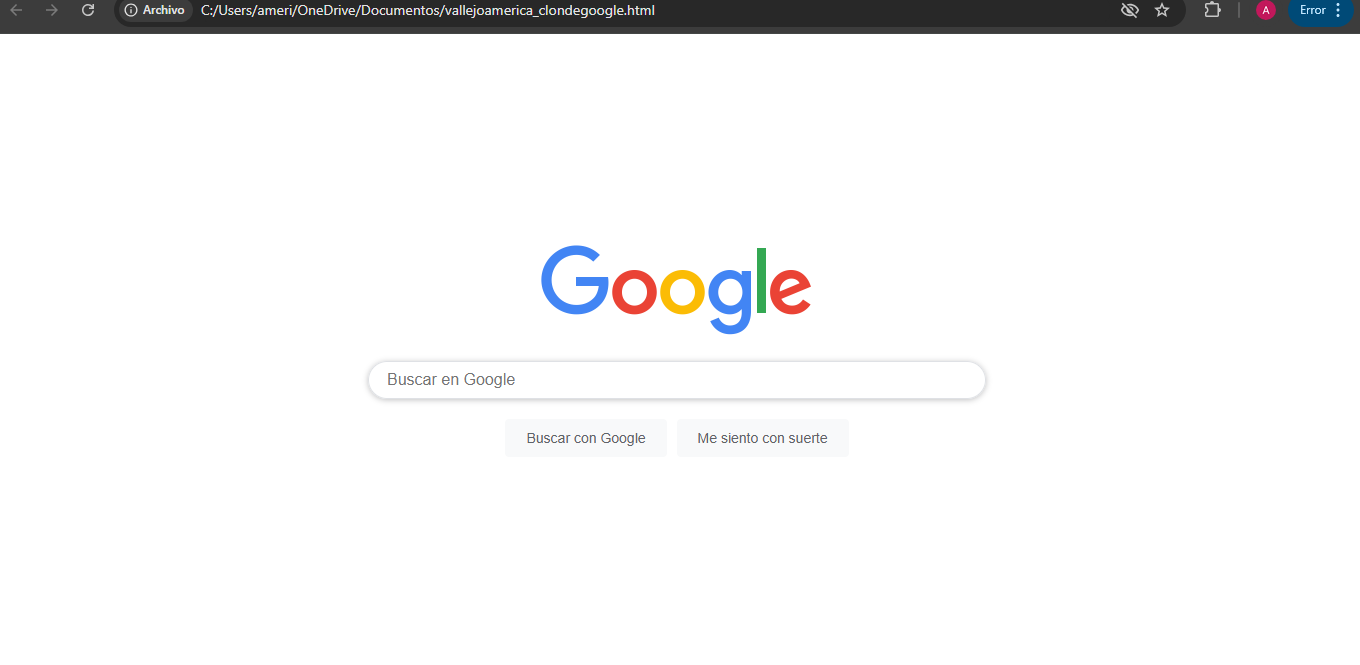 Archivo C:/Users/ameri/OneDrive/Documentos/vallejoamerica_clondegoogle.html A Error
Google
Buscar en Google
Buscar con Google Me siento con suerte